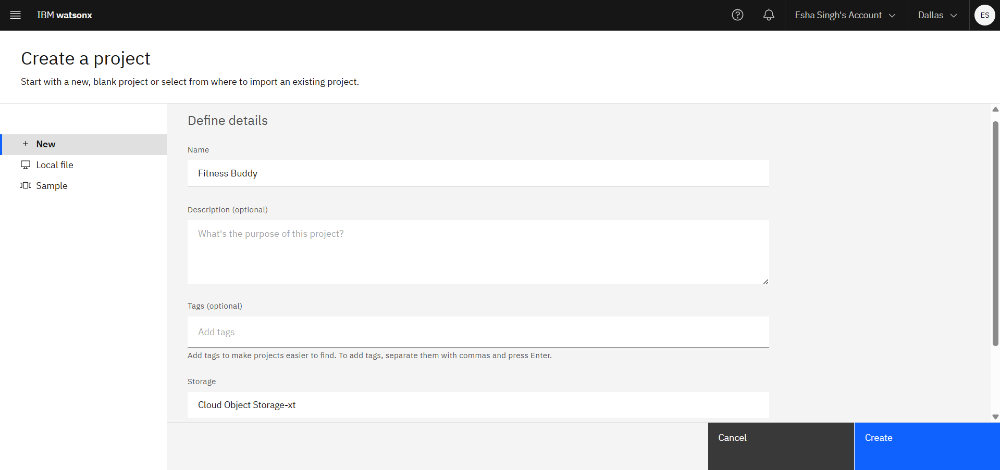 IBM watsonx
Esha Singh's Account
Dallas
ES
Create a project
Start with a new, blank project or select from where to import an existing project.
New
Local file
Sample
Define details
Name
Fitness Buddy
Description (optional)
What's the purpose of this project?
Tags (optional)
Add tags
Add tags to make projects easier to find. To add tags, separate them with commas and press Enter.
Storage
Cloud Object Storage-xt
Cancel
Create